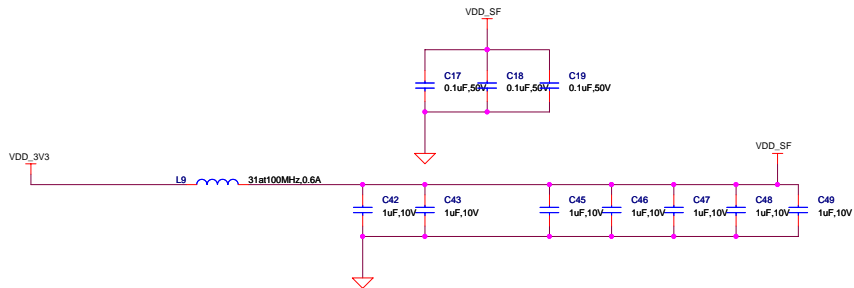 VDD_SF
C17
0.1uF,50V
C18
0.1uF,50V
C19
0.1uF,50V
VDD_3V3
VDD_SF
L9
31at100MHz,0.6A
C42
1uF,10V
C43
1uF,10V
C45
1uF,10V
C46
1uF,10V
C47
1uF,10V
C48
1uF,10V
C49
1uF,10V